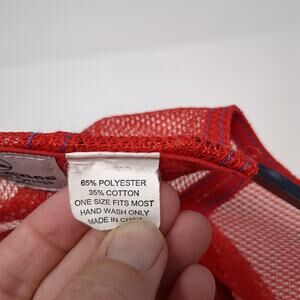 65% POLYESTER
35% COTTON
ONE SIZE FITS MOST
HAND WASH ONLY
MADE IN CHINA